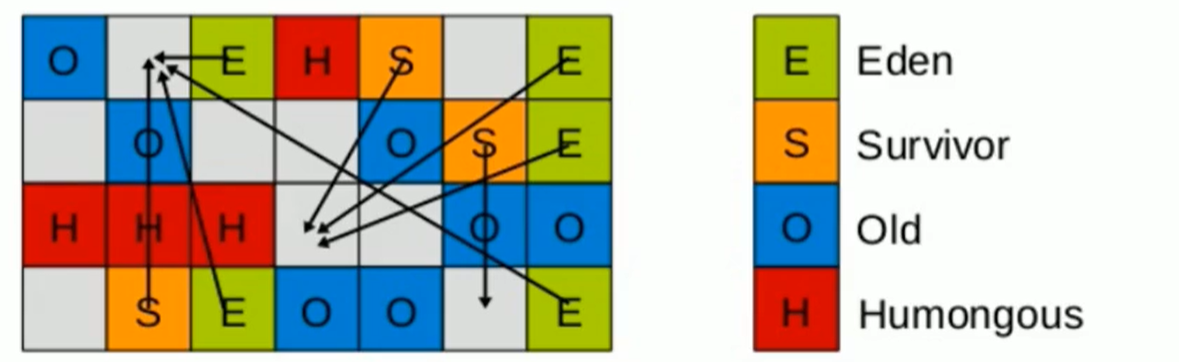 O E H S E E Eden
O O S E S Survivor
H H H O O O Old
S E O O E H Humongous